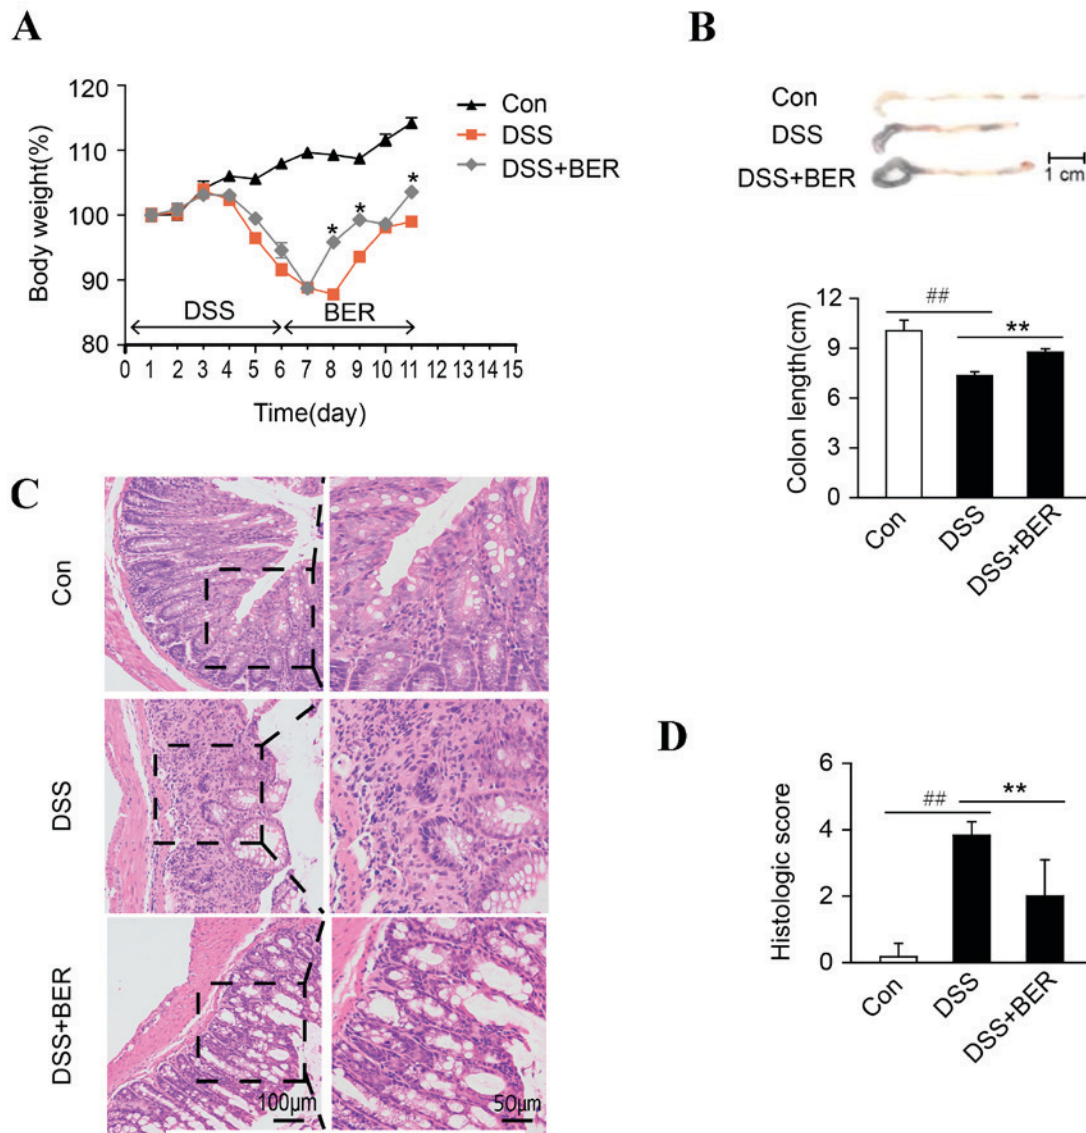 A
Body weight(%)
120
110
100
90
80
Con
DSS
DSS+BER
*
*
*
DSS
BER
0 1 2 3 4 5 6 7 8 9 10 11 12 13 14 15
Time(day)
B
Con
DSS
DSS+BER
1 cm
Colon length(cm)
12
9
6
3
0
##
**
Con
DSS
DSS+BER
C
Con
DSS
DSS+BER
100μm
50μm
D
Histologic score
6
4
2
0
##
**
Con
DSS
DSS+BER